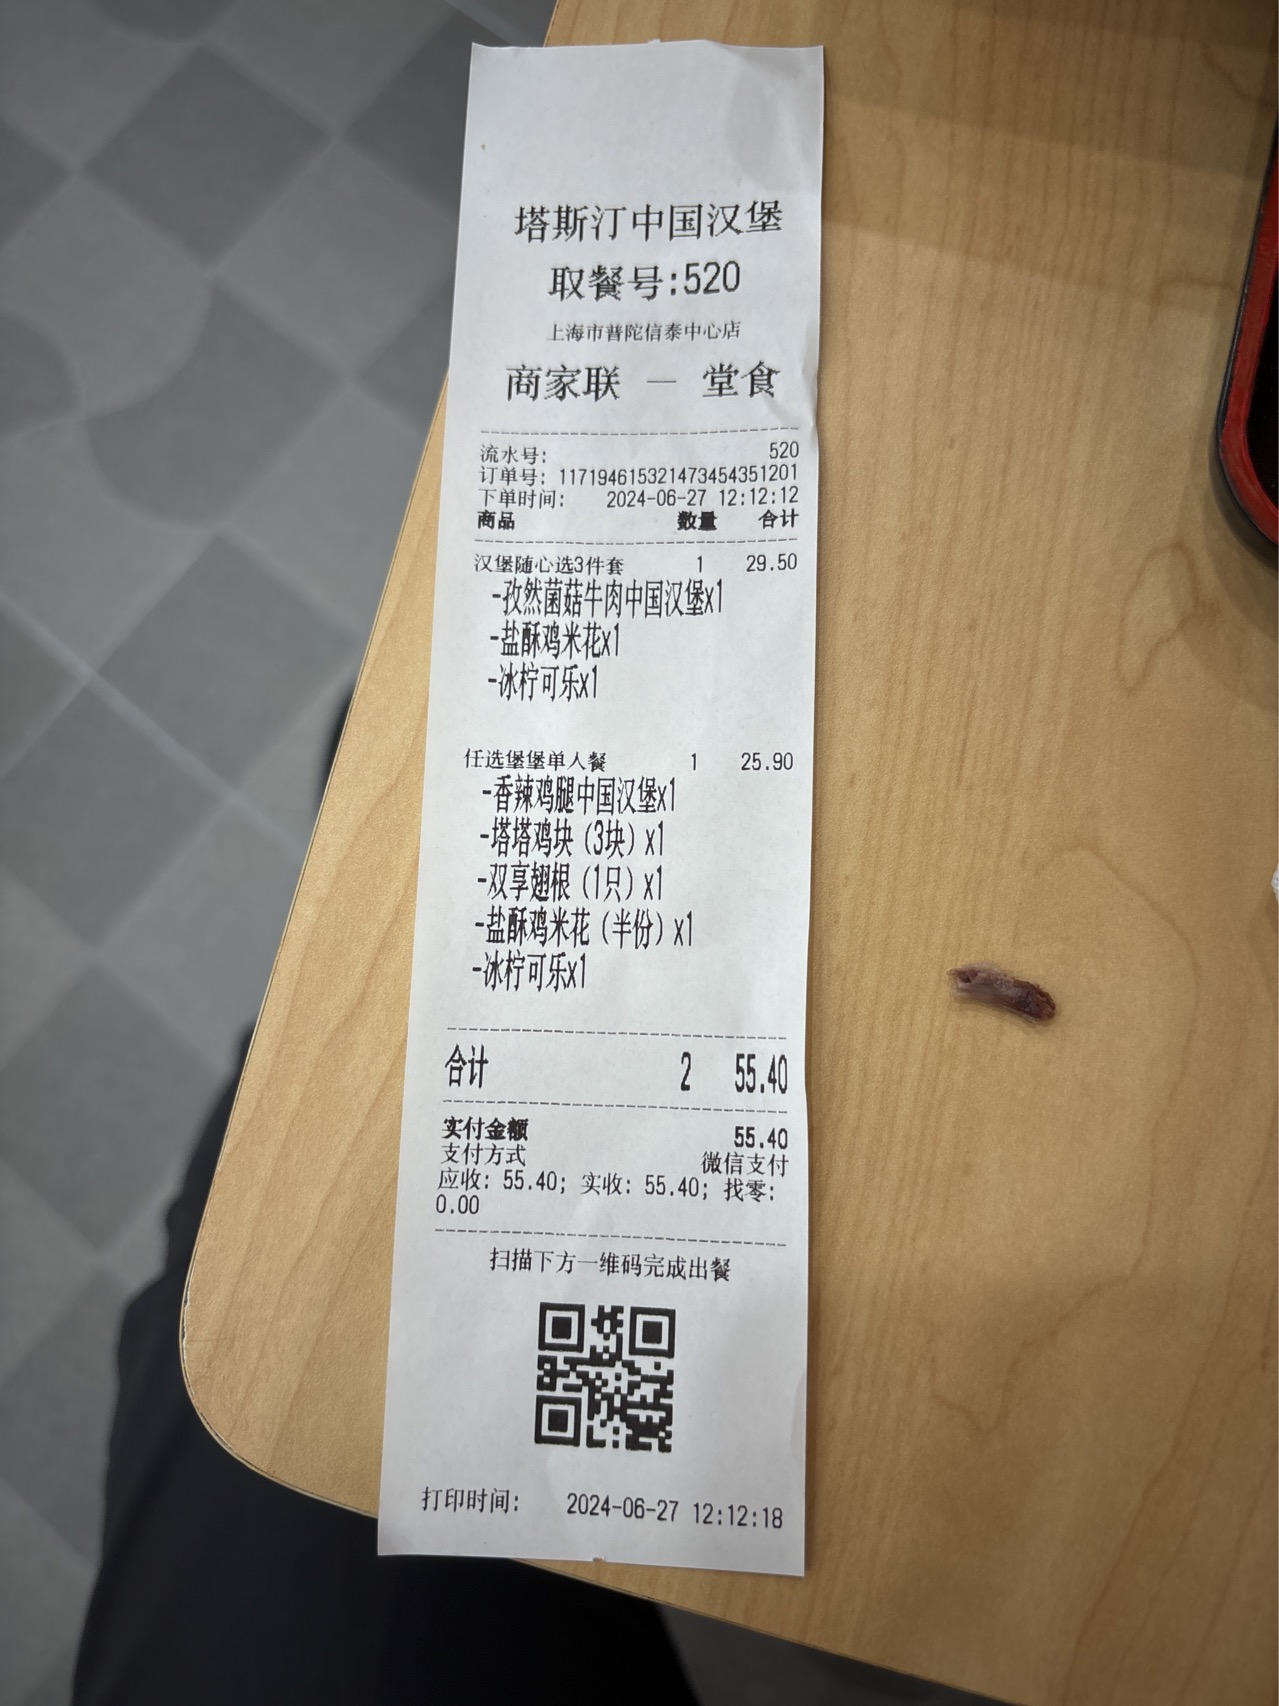 塔斯汀中国汉堡
取餐号:520
上海市普陀信泰中心店
商家联 — 堂食
流水号: 520
订单号: 1171946153214734543​51201
下单时间: 2024-06-27 12:12:12
商品 数量 合计
汉堡随心选3件套 1 29.50
-孜然菌菇牛肉中国汉堡x1
-盐酥鸡米花x1
-冰柠可乐x1
任选堡堡单人餐 1 25.90
-香辣鸡腿中国汉堡x1
-塔塔鸡块（3块）x1
-双享翅根（1只）x1
-盐酥鸡米花（半份）x1
-冰柠可乐x1
合计 2 55.40
实付金额 55.40
支付方式 微信支付
应收: 55.40; 实收: 55.40; 找零:
0.00
扫描下方一维码完成出餐
打印时间: 2024-06-27 12:12:18